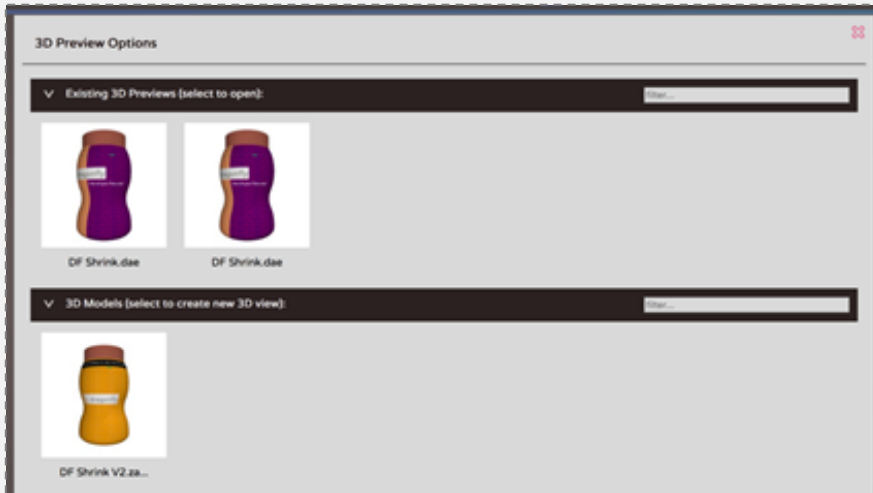 3D Preview Options
Existing 3D Previews (select to open):
filter...
DF Shrink.dae
DF Shrink.dae
3D Models (select to create new 3D view):
filter...
dragonfly
DF Shrink V2.za...